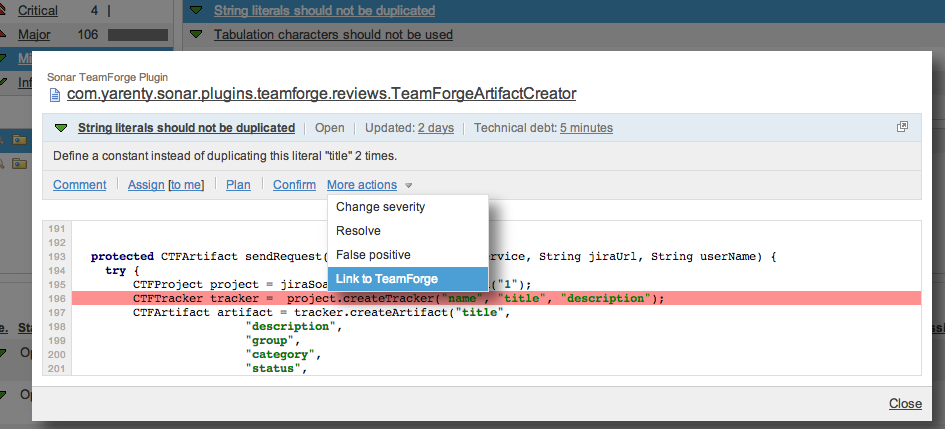 Critical 4
String literals should not be duplicated
Major 106
Tabulation characters should not be used
Mi
Inf
Sonar TeamForge Plugin
com.yarenty.sonar.plugins.teamforge.reviews.TeamForgeArtifactCreator
String literals should not be duplicated Open Updated: 2 days Technical debt: 5 minutes
Define a constant instead of duplicating this literal "title" 2 times.
Comment Assign [to me] Plan Confirm More actions
Change severity
Resolve
False positive
Link to TeamForge
191
192
193 protected CTFArtifact sendRequest( ervice, String jiraUrl, String userName) {
194 try {
195 CTFProject project = jiraSoa ("1");
196 CTFTracker tracker = project.createTracker("name", "title", "description");
197 CTFArtifact artifact = tracker.createArtifact("title",
198 "description",
199 "group",
200 "category",
201 "status",
e. Sta
Op
Op
Close